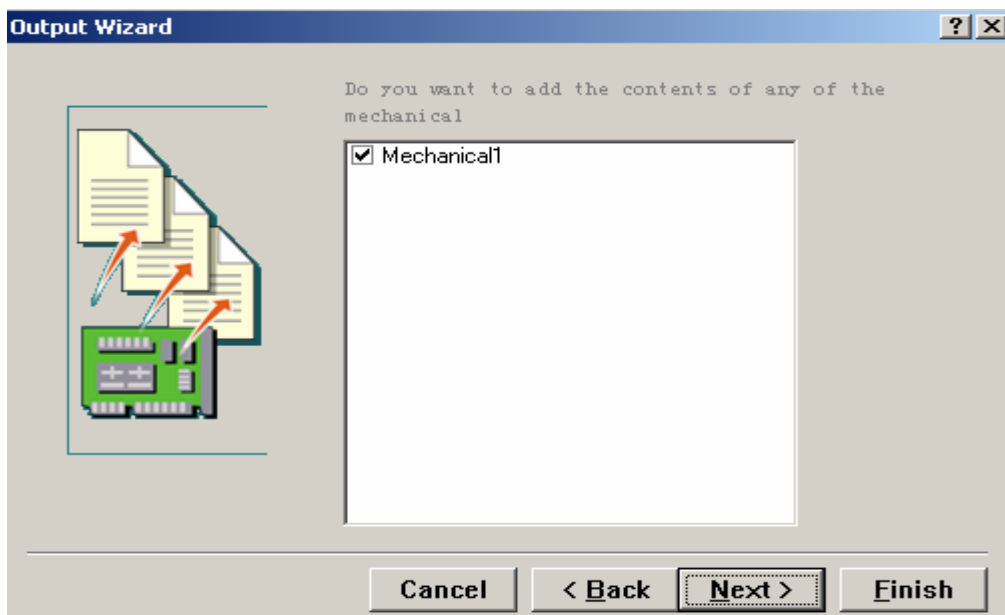 Output Wizard
Do you want to add the contents of any of the
mechanical
Mechanical1
Cancel
< Back
Next >
Finish